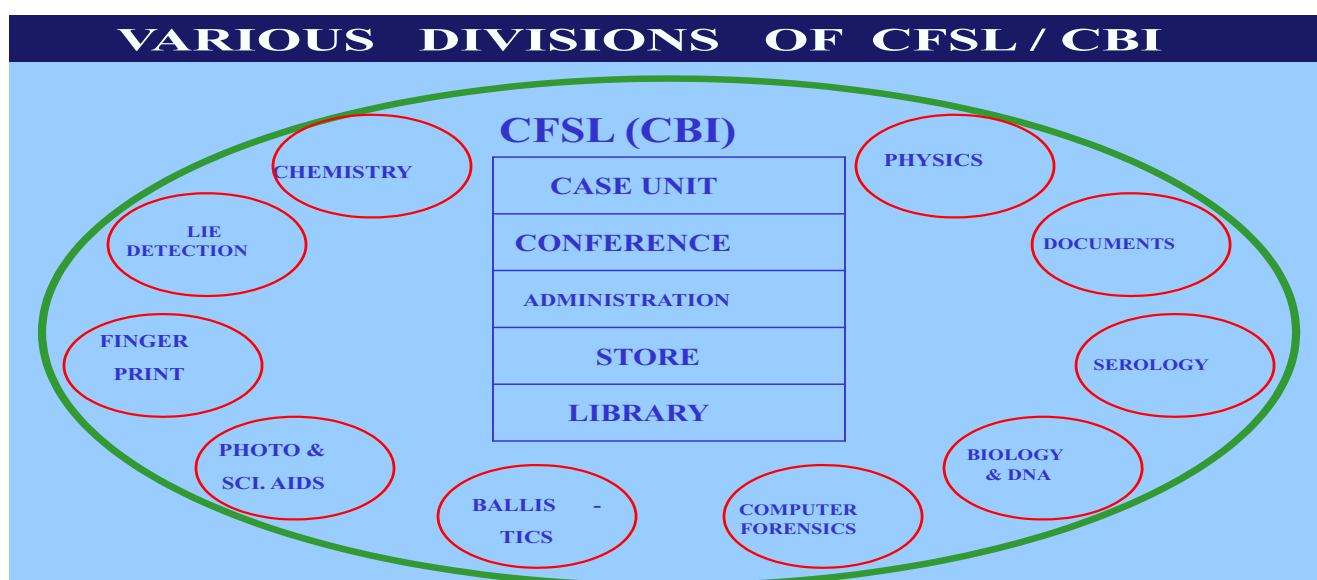 VARIOUS DIVISIONS OF CFSL / CBI
CFSL (CBI)
CASE UNIT
CONFERENCE
ADMINISTRATION
STORE
LIBRARY
CHEMISTRY
LIE
DETECTION
FINGER
PRINT
PHOTO &
SCI. AIDS
BALLIS -
TICS
COMPUTER
FORENSICS
BIOLOGY
& DNA
SEROLOGY
DOCUMENTS
PHYSICS